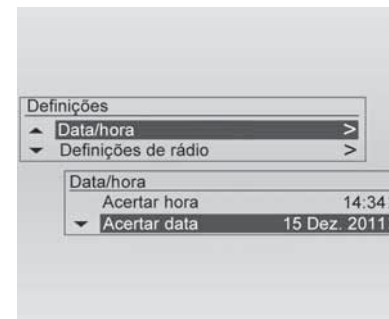 Definições
Data/hora >
Definições de rádio >
Data/hora
Acertar hora 14:34
Acertar data 15 Dez. 2011